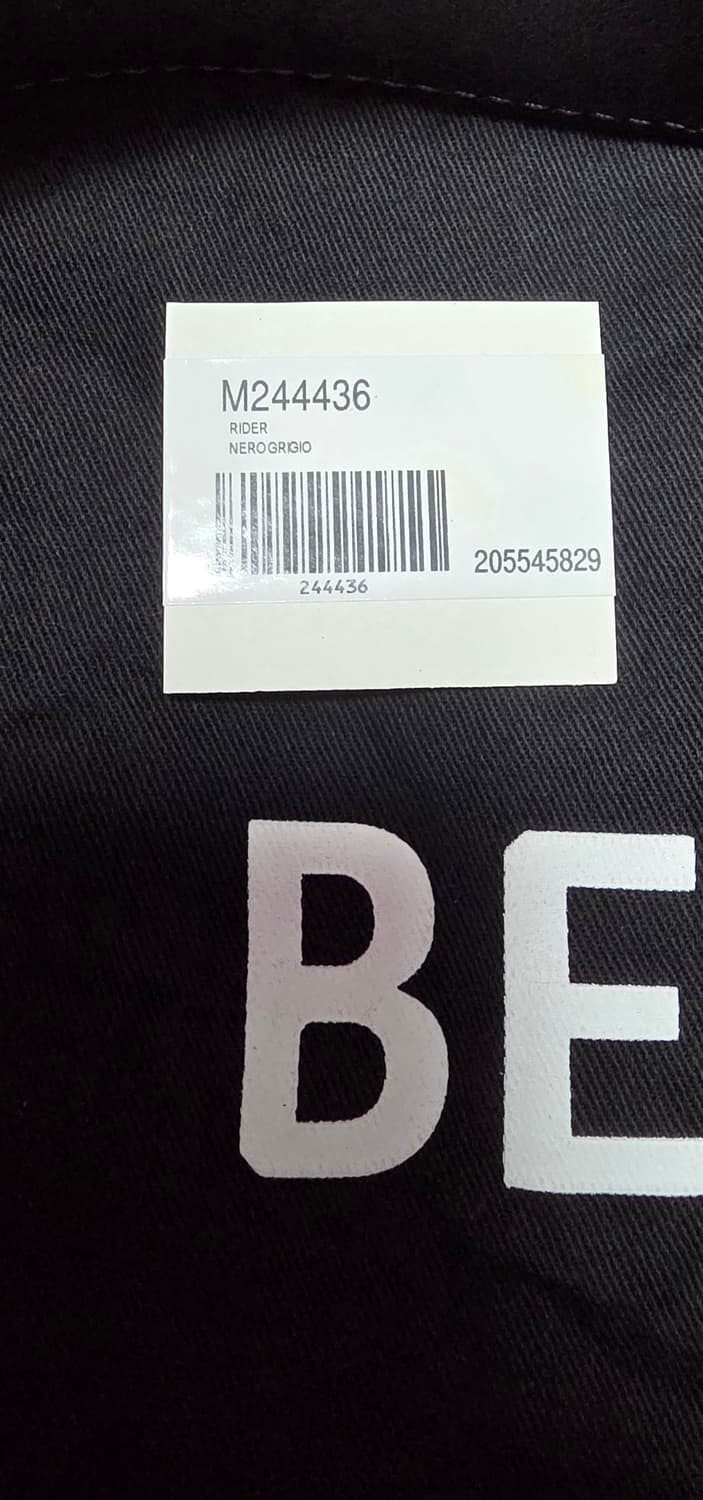 M244436
RIDER
NERO GRIGIO
205545829
244436
BE